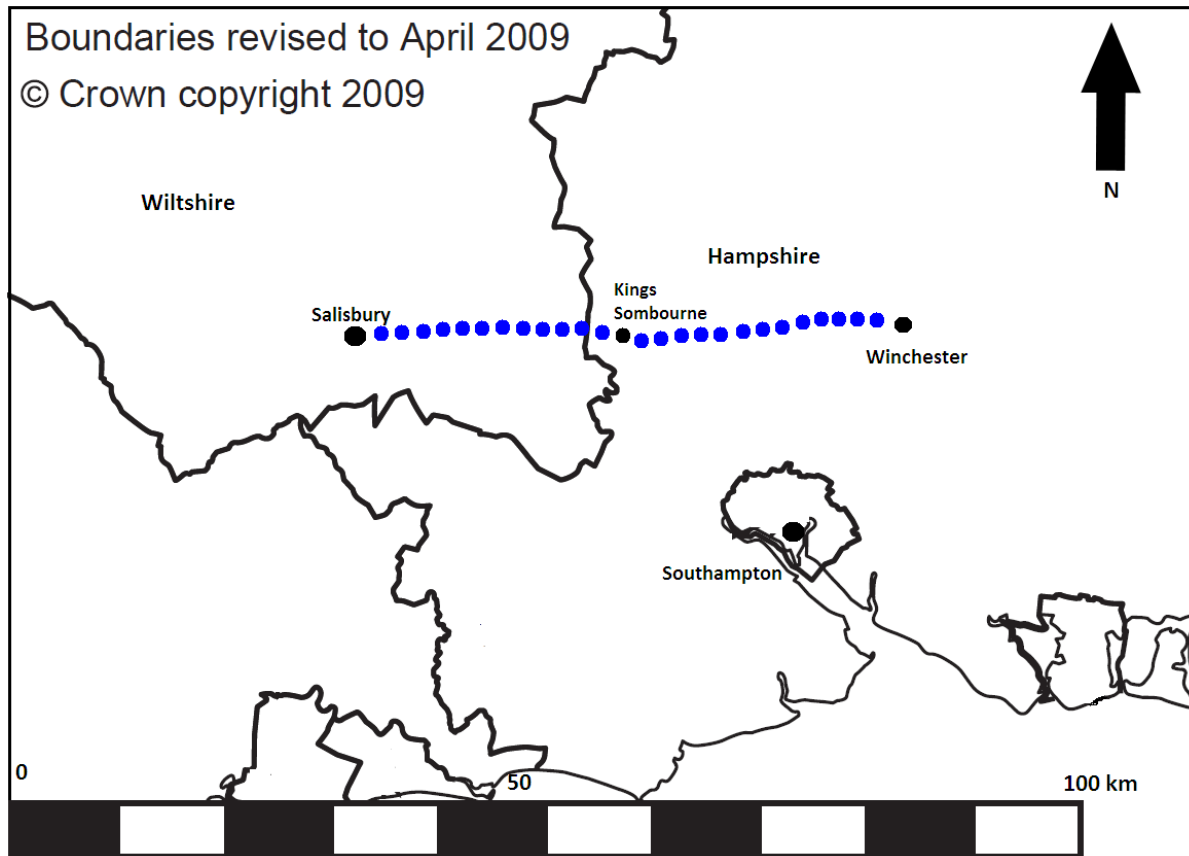 Boundaries revised to April 2009
© Crown copyright 2009
N
Wiltshire
Hampshire
Kings
Sombourne
Salisbury
Winchester
Southampton
0
50
100 km